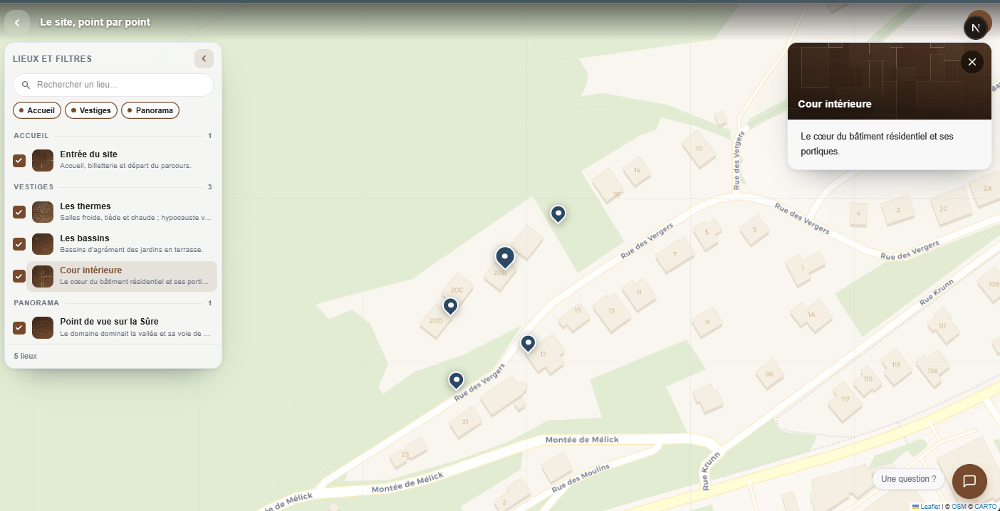 Le site, point par point
N
LIEUX ET FILTRES
Rechercher un lieu…
Accueil
Vestiges
Panorama
ACCUEIL 1
Entrée du site
Accueil, billetterie et départ du parcours.
VESTIGES 3
Les thermes
Salles froide, tiède et chaude ; hypocauste v…
Les bassins
Bassins d'agrément des jardins en terrasse.
Cour intérieure
Le cœur du bâtiment résidentiel et ses porti…
PANORAMA 1
Point de vue sur la Sûre
Le domaine dominait la vallée et sa voie de …
5 lieux
Cour intérieure
Le cœur du bâtiment résidentiel et ses
portiques.
10
14
16
Rue des Vergers
2A
4
2
2C
Rue des Vergers
Rue des Vergers
5
3
7
Rue des Vergers
20B
1
20C
11
Rue Krunn
105
15
13
20D
9
1A
111
17
113
136
86
115
Rue des Vergers
117
21
23
Montée de Mélick
Rue Krunn
Rue des Moulins
Montée de Mélick
2
Une question ?
Leaflet | © OSM © CARTO